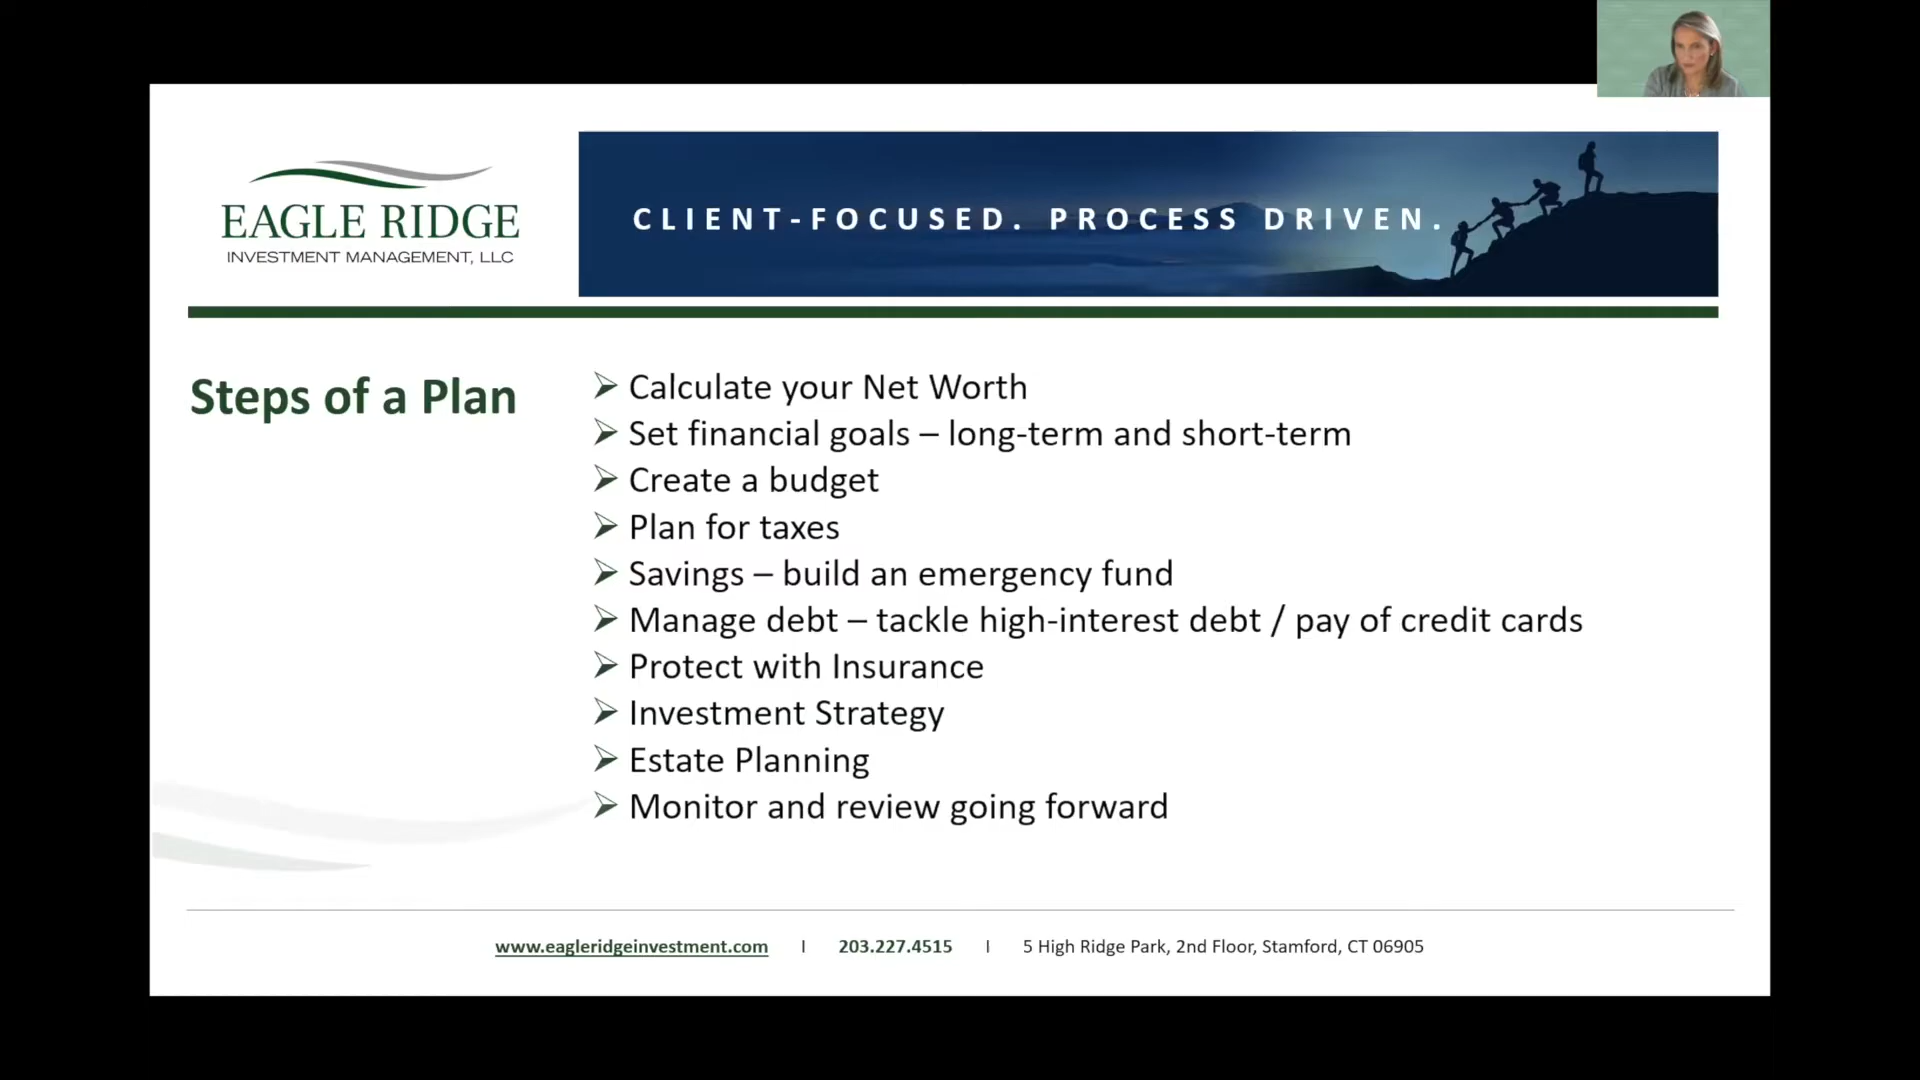 EAGLE RIDGE
INVESTMENT MANAGEMENT, LLC
CLIENT-FOCUSED. PROCESS DRIVEN.
Steps of a Plan
➢ Calculate your Net Worth
➢ Set financial goals – long-term and short-term
➢ Create a budget
➢ Plan for taxes
➢ Savings – build an emergency fund
➢ Manage debt – tackle high-interest debt / pay of credit cards
➢ Protect with Insurance
➢ Investment Strategy
➢ Estate Planning
➢ Monitor and review going forward
www.eagleridgeinvestment.com | 203.227.4515 | 5 High Ridge Park, 2nd Floor, Stamford, CT 06905